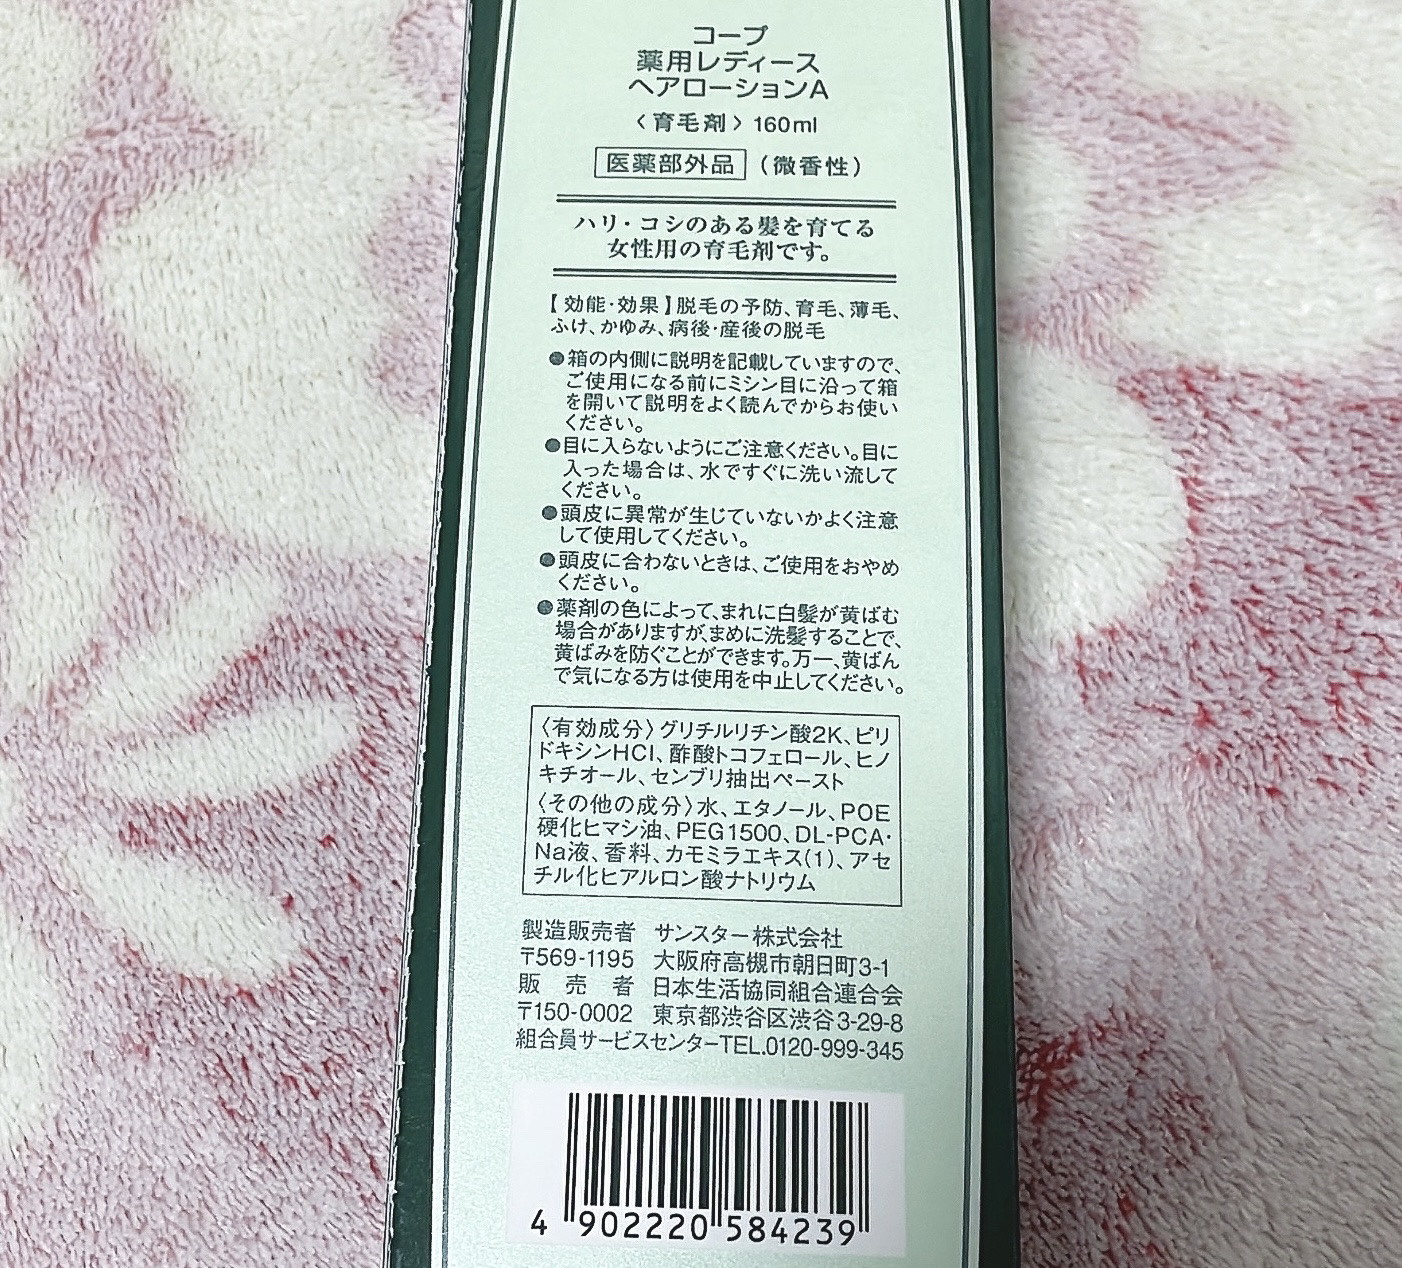 コープ
薬用レディース
ヘアローションA
〈育毛剤〉160ml
医薬部外品（微香性）
ハリ・コシのある髪を育てる
女性用の育毛剤です。
【効能・効果】脱毛の予防、育毛、薄毛、
ふけ、かゆみ、病後・産後の脱毛
●箱の内側に説明を記載していますので、
ご使用になる前にミシン目に沿って箱
を開いて説明をよく読んでからお使い
ください。
●目に入らないようにご注意ください。目に
入った場合は、水ですぐに洗い流して
ください。
●頭皮に異常が生じていないかよく注意
して使用してください。
●頭皮に合わないときは、ご使用をおやめ
ください。
●薬剤の色によって、まれに白髪が黄ばむ
場合がありますが、まめに洗髪することで、
黄ばみを防ぐことができます。万一、黄ばん
で気になる方は使用を中止してください。
〈有効成分〉グリチルリチン酸2K、ピリ
ドキシンHCl、酢酸トコフェロール、ヒノ
キチオール、センブリ抽出ペースト
〈その他の成分〉水、エタノール、POE
硬化ヒマシ油、PEG1500、DL-PCA・
Na液、香料、カモミラエキス(1)、アセ
チル化ヒアルロン酸ナトリウム
製造販売者 サンスター株式会社
〒569-1195 大阪府高槻市朝日町3-1
販売者 日本生活協同組合連合会
〒150-0002 東京都渋谷区渋谷3-29-8
組合員サービスセンターTEL.0120-999-345
4 902220 584239